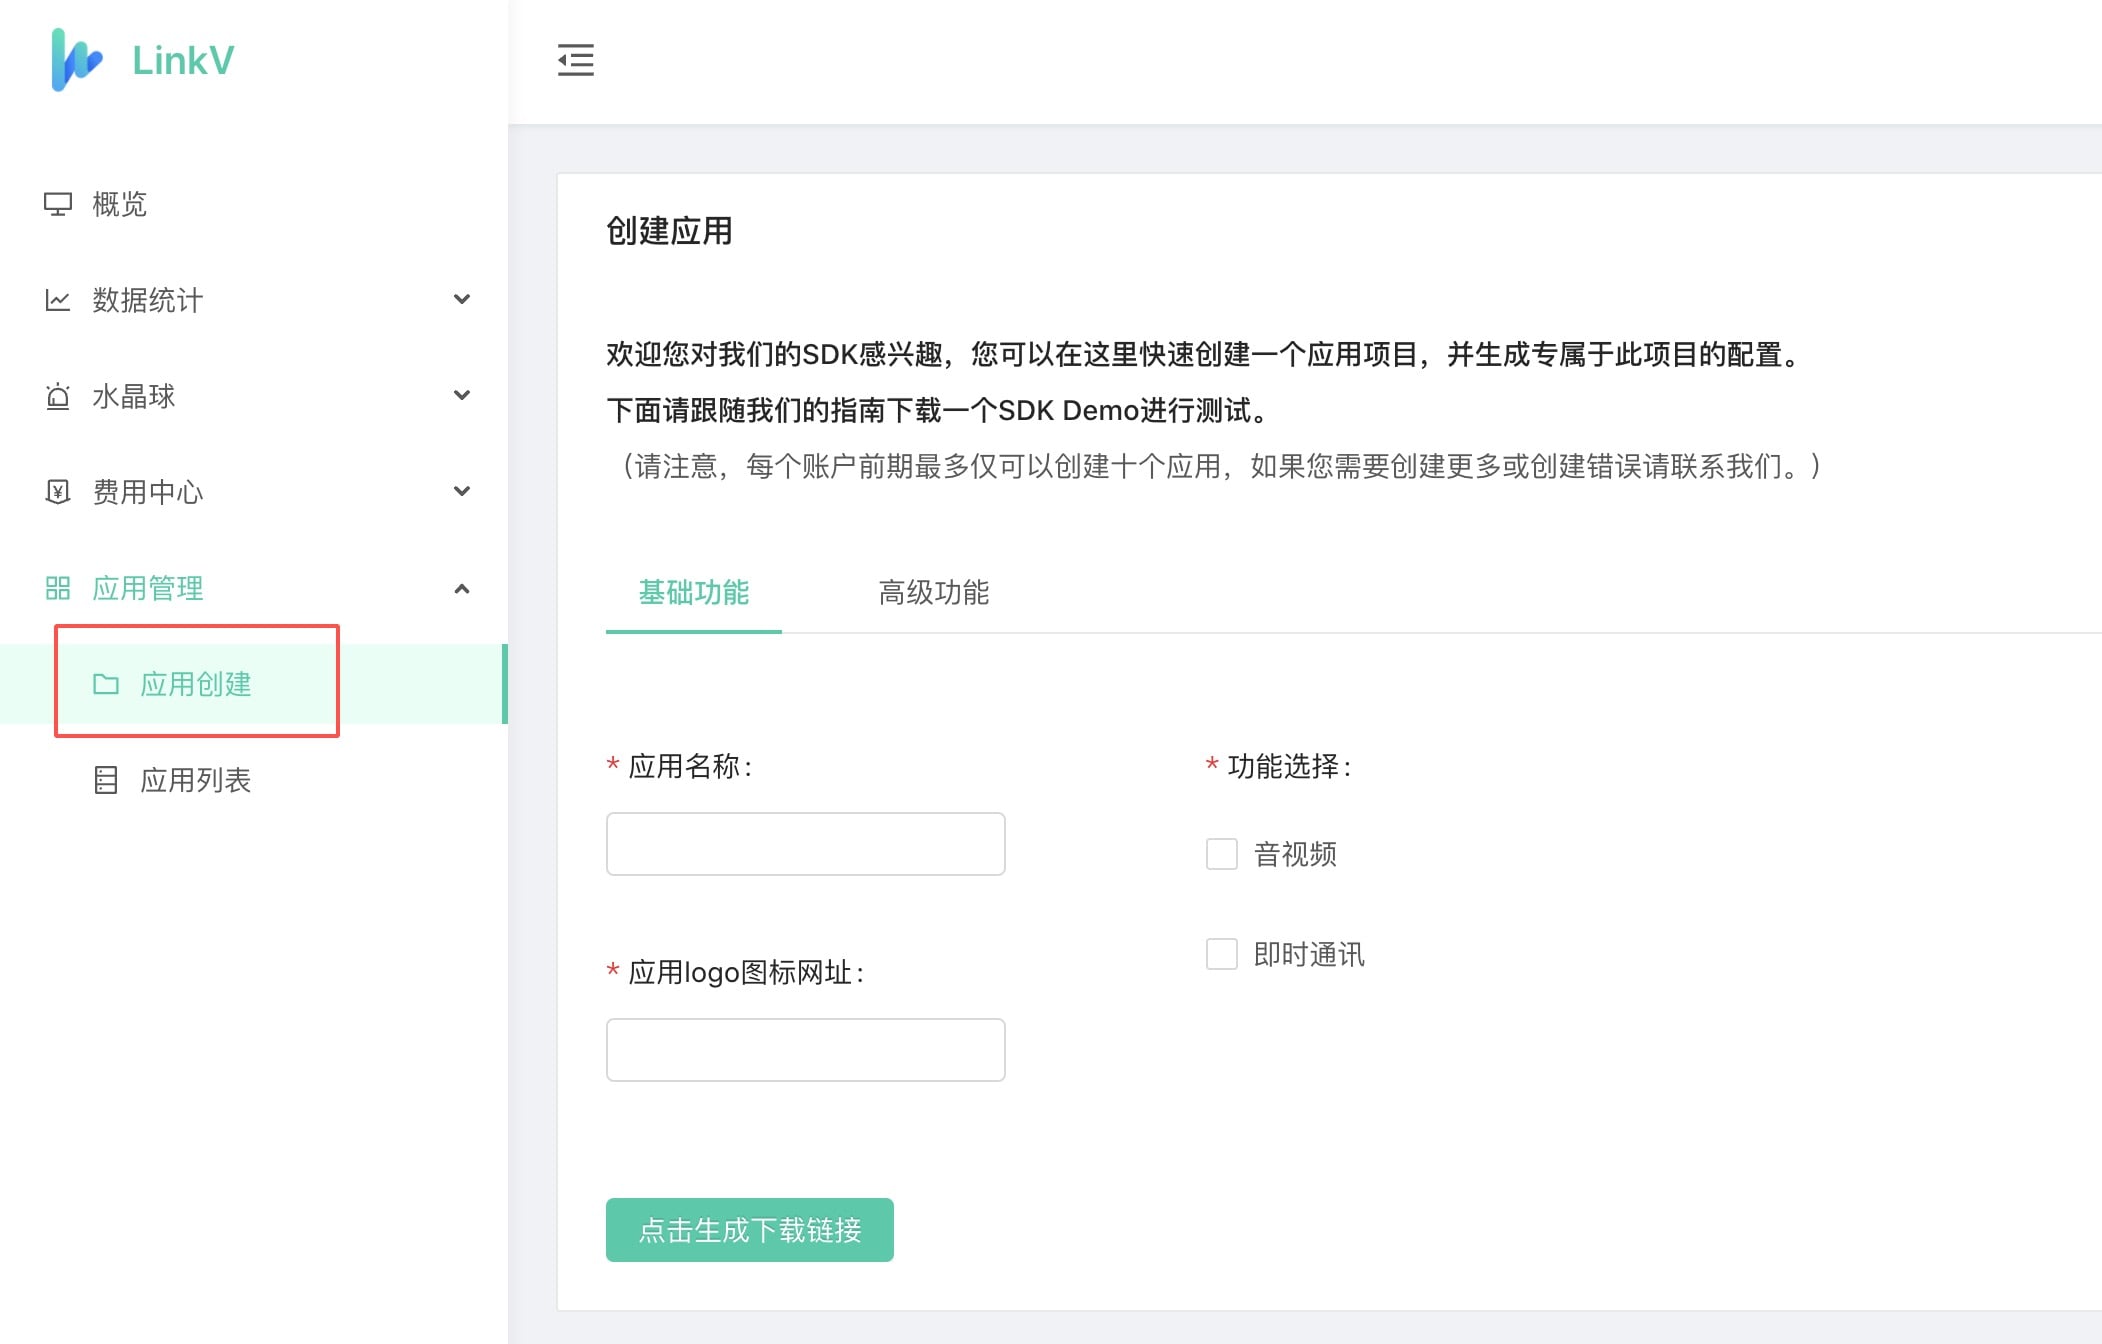 LinkV
概览
数据统计
水晶球
费用中心
应用管理
应用创建
应用列表
创建应用
欢迎您对我们的SDK感兴趣，您可以在这里快速创建一个应用项目，并生成专属于此项目的配置。
下面请跟随我们的指南下载一个SDK Demo进行测试。
（请注意，每个账户前期最多仅可以创建十个应用，如果您需要创建更多或创建错误请联系我们。）
基础功能 高级功能
* 应用名称：
* 功能选择：
音视频
即时通讯
* 应用logo图标网址：
点击生成下载链接